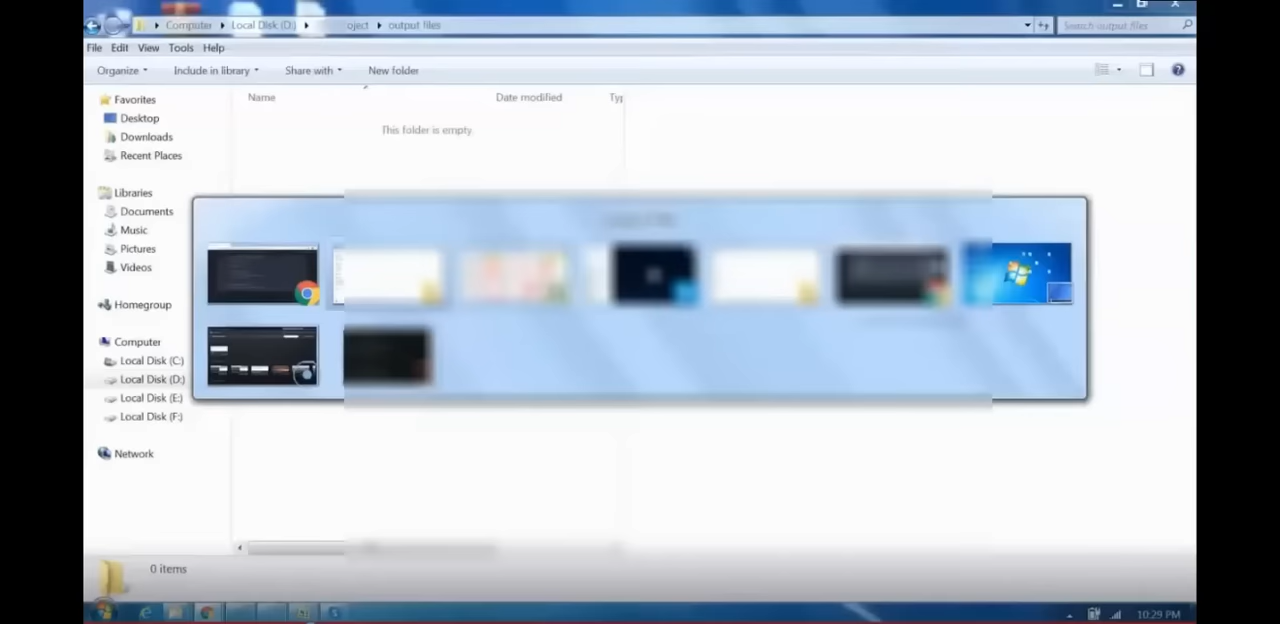 Computer Local Disk (D:) oject output files Search output files
File Edit View Tools Help
Organize Include in library Share with New folder
Name Date modified Typ
This folder is empty.
Favorites
Desktop
Downloads
Recent Places
Libraries
Documents
Music
Pictures
Videos
Homegroup
Computer
Local Disk (C:)
Local Disk (D:)
Local Disk (E:)
Local Disk (F:)
Network
0 items
10:29 PM